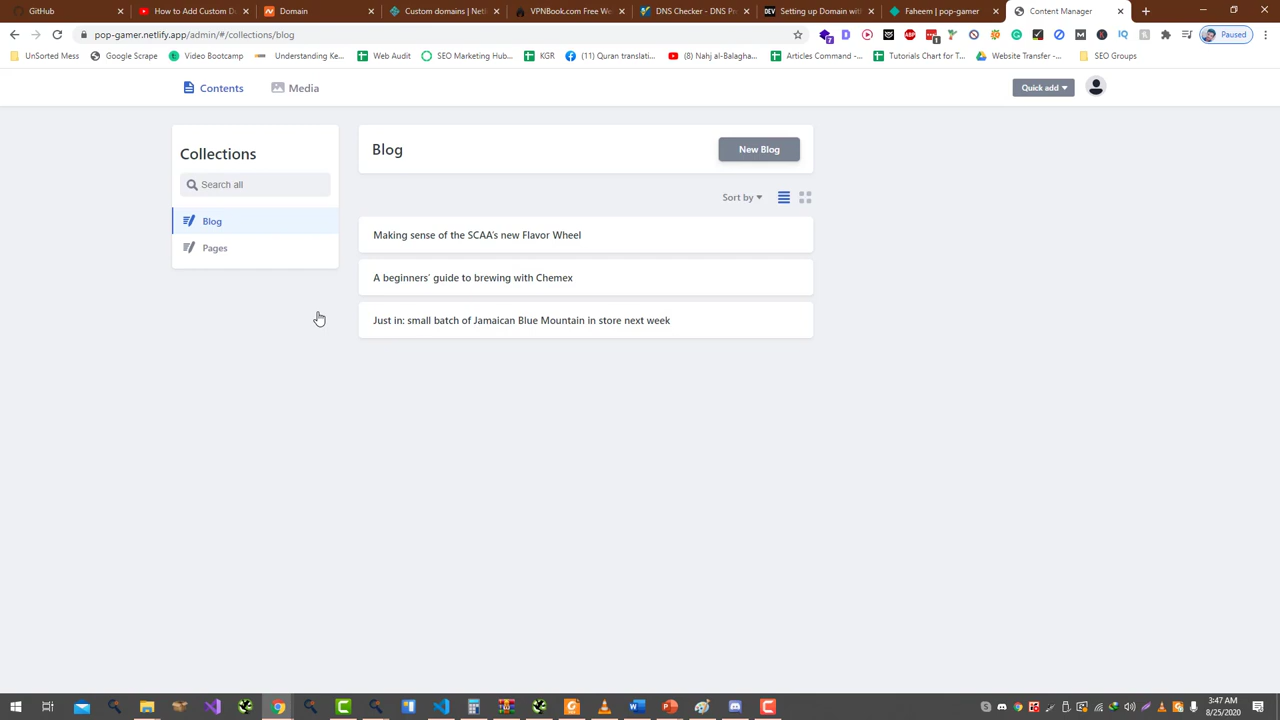 GitHub
How to Add Custom D
Domain
Custom domains | Netl
VPNBook.com Free We
DNS Checker - DNS Pr
Setting up Domain with
Faheem | pop-gamer
Content Manager
pop-gamer.netlify.app/admin/#/collections/blog
Paused
UnSorted Mess
Google Scrape
Video Bootcamp
Understanding Ke...
Web Audit
SEO Marketing Hub...
KGR
(11) Quran translati...
(8) Nahj al-Balagha...
Articles Command -...
Tutorials Chart for T...
Website Transfer -...
SEO Groups
Contents
Media
Quick add
Collections
Search all
Blog
Pages
Blog
New Blog
Sort by
Making sense of the SCAA's new Flavor Wheel
A beginners' guide to brewing with Chemex
Just in: small batch of Jamaican Blue Mountain in store next week
3:47 AM
8/25/2020